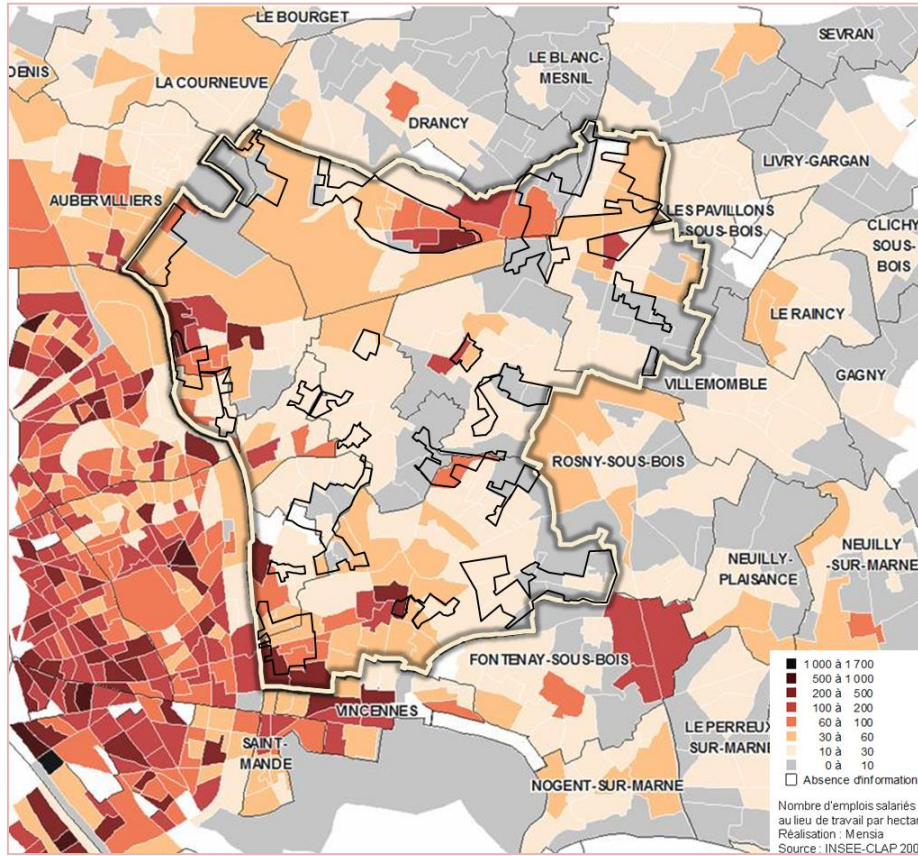 LE BOURGET
SEVRAN
LE BLANC-
MESNIL
DENIS
LA COURNEUVE
DRANCY
LIVRY-GARGAN
AUBERVILLIERS
LES PAVILLONS
SOUS-BOIS
CLICHY
SOUS-
BOIS
LE RAINCY
GAGNY
VILLEMOMBLE
ROSNY-SOUS-BOIS
NEUILLY-
PLAISANCE
NEUILLY
-SUR-MARNE
FONTENAY-SOUS-BOIS
VINCENNES
SAINT-
MANDE
LE PERREUX
SUR-MARNE
NOGENT-SUR-MARNE
1 000 à 1 700
500 à 1 000
200 à 500
100 à 200
60 à 100
30 à 60
10 à 30
0 à 10
Absence d'information
Nombre d'emplois salariés
au lieu de travail par hectar
Réalisation : Mensia
Source : INSEE-CLAP 200